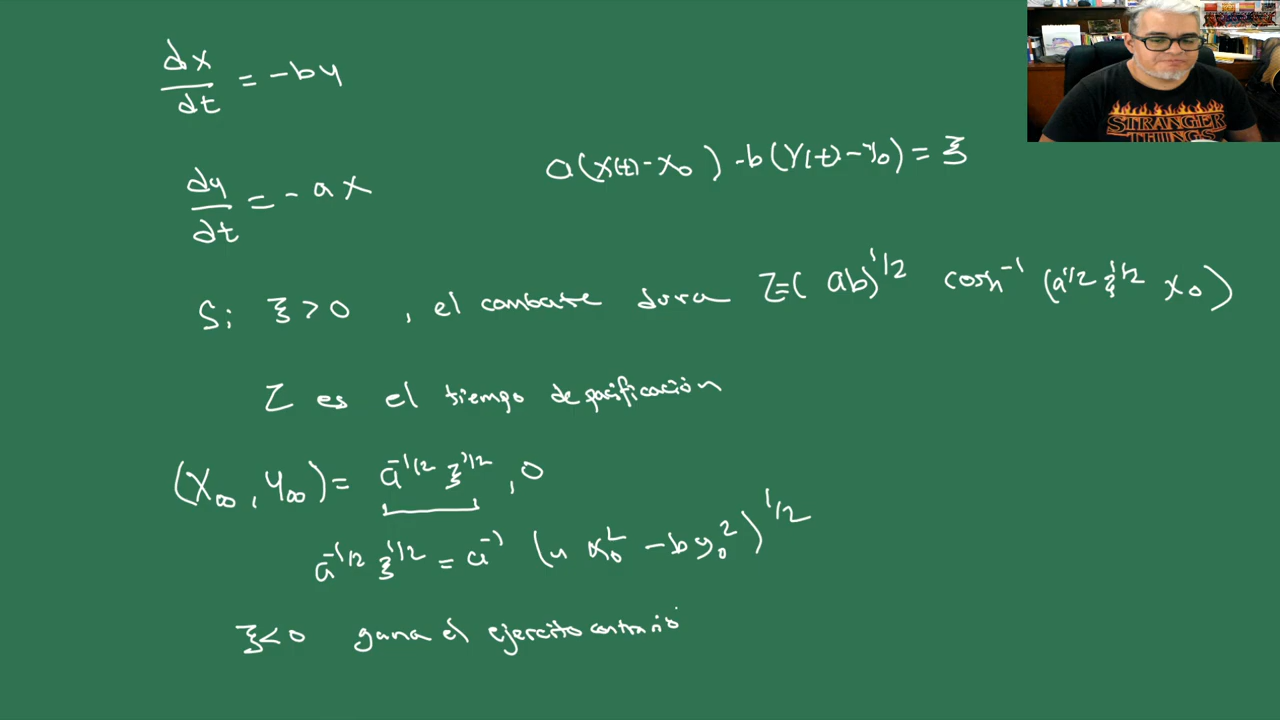 dx/dt = -by
a(x(t)-x₀) -b(y(t)-y₀) = ξ
dy/dt = -ax
Si ξ>0, el combate dura Z=(ab)^1/2 cosh⁻¹ (a^1/2 ξ^1/2 x₀)
Z es el tiempo de pacificación
(x∞, y∞) = a^-1/2 ξ^1/2, 0
a^-1/2 ξ^1/2 = a⁻¹ (a x₀² - b y₀²)^1/2
ξ<0 gana el ejercito contrario
STRANGER
THINGS